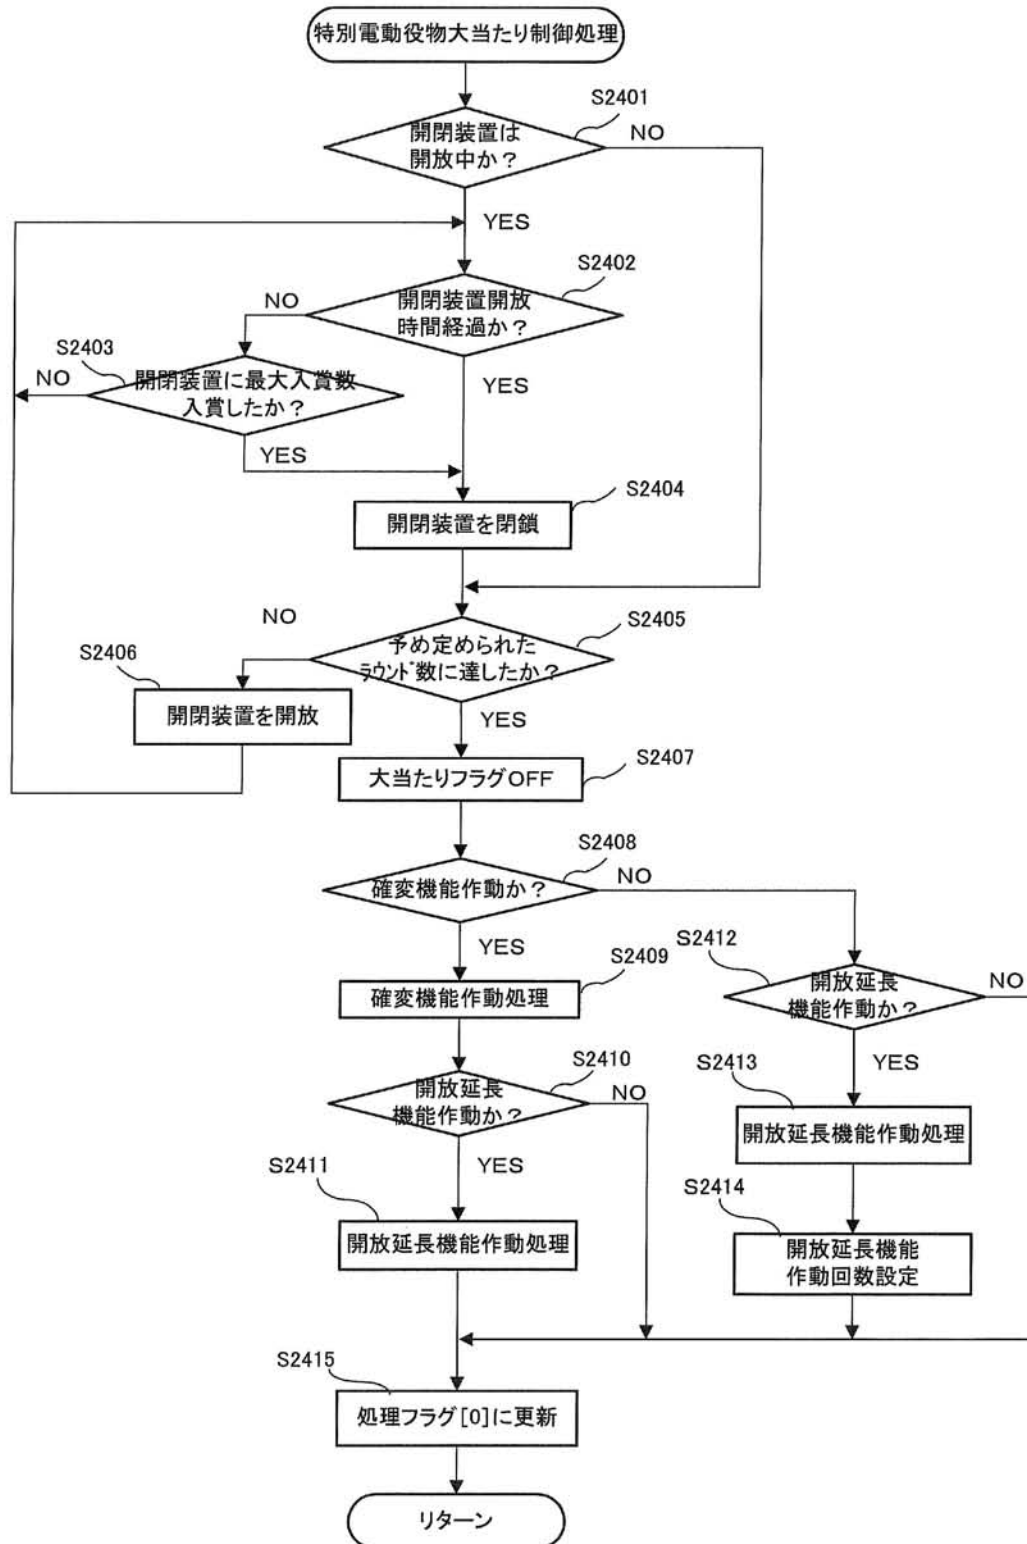 特別電動役物大当たり制御処理
S2401
開閉装置は
開放中か？
NO
YES
S2402
開閉装置開放
時間経過か？
NO
YES
S2403
開閉装置に最大入賞数
入賞したか？
NO
YES
S2404
開閉装置を閉鎖
S2405
予め定められた
ﾗｳﾝﾄﾞ数に達したか？
NO
YES
S2406
開閉装置を開放
S2407
大当たりフラグOFF
S2408
確変機能作動か？
NO
YES
S2409
確変機能作動処理
S2410
開放延長
機能作動か？
NO
YES
S2411
開放延長機能作動処理
S2412
開放延長
機能作動か？
NO
YES
S2413
開放延長機能作動処理
S2414
開放延長機能
作動回数設定
S2415
処理フラグ[0]に更新
リターン